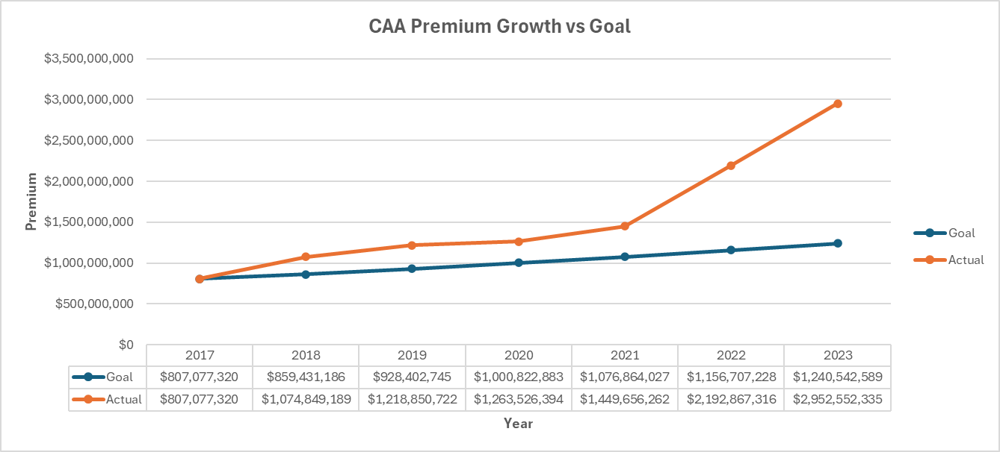 CAA Premium Growth vs Goal
$3,500,000,000
$3,000,000,000
$2,500,000,000
$2,000,000,000
$1,500,000,000
$1,000,000,000
$500,000,000
$0
Premium
2017 2018 2019 2020 2021 2022 2023
Goal $807,077,320 $859,431,186 $928,402,745 $1,000,822,883 $1,076,864,027 $1,156,707,228 $1,240,542,589
Actual $807,077,320 $1,074,849,189 $1,218,850,722 $1,263,526,394 $1,449,656,262 $2,192,867,316 $2,952,552,335
Year
Goal
Actual